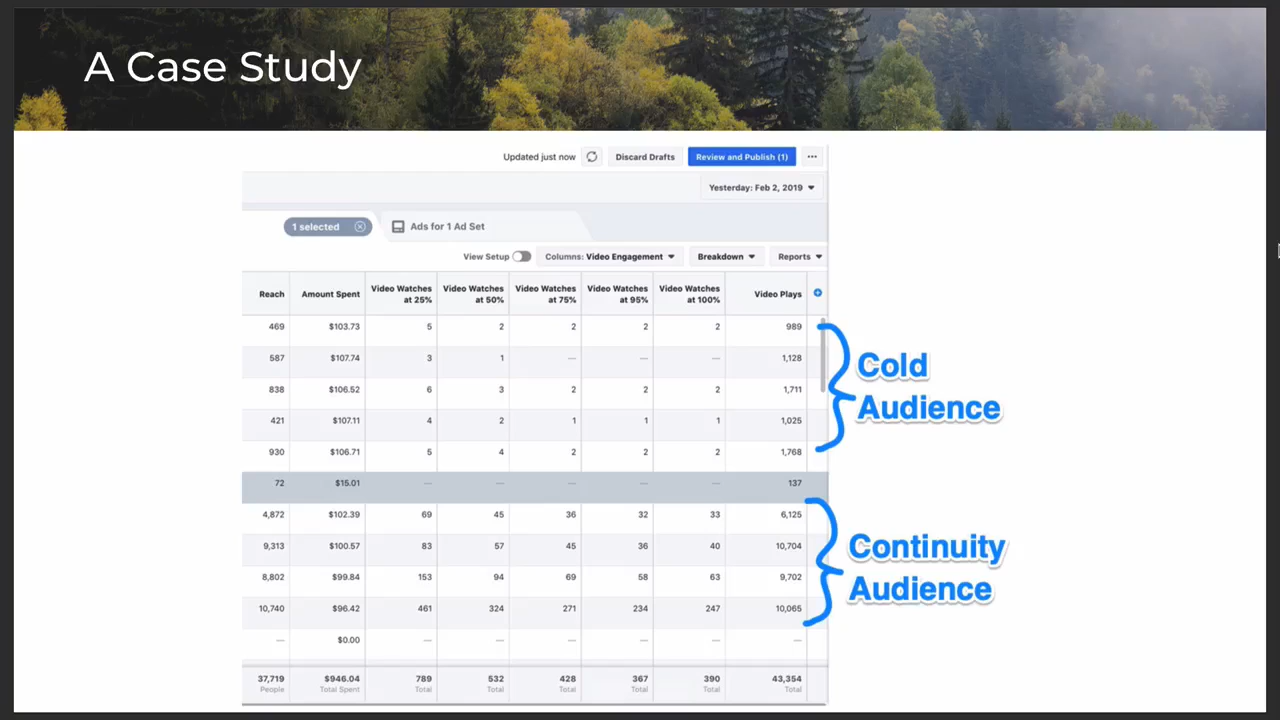 A Case Study
Updated just now Discard Drafts Review and Publish (1) ...
Yesterday: Feb 2, 2019
1 selected Ads for 1 Ad Set
View Setup Columns: Video Engagement Breakdown Reports
Reach Amount Spent Video Watches at 25% Video Watches at 50% Video Watches at 75% Video Watches at 95% Video Watches at 100% Video Plays
469 $103.73 5 2 2 2 2 989
587 $107.74 3 1 — — — 1,128
838 $106.52 6 3 2 2 2 1,711
421 $107.11 4 2 1 1 1 1,025
930 $106.71 5 4 2 2 2 1,768
Cold
Audience
72 $15.01 — — — — — 137
4,872 $102.39 69 45 36 32 33 6,125
9,313 $100.57 83 57 45 36 40 10,704
8,802 $99.84 153 94 69 58 63 9,702
10,740 $96.42 461 324 271 234 247 10,065
Continuity
Audience
— $0.00 — — — — — —
37,719 $946.04 789 532 428 367 390 43,354
People Total Spent Total Total Total Total Total Total